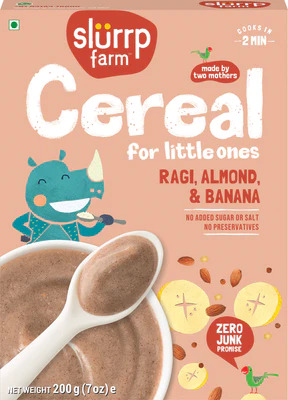 COOKS IN
2 MIN
slurrp
farm
made by
two mothers
Cereal
for little ones
RAGI, ALMOND,
& BANANA
NO ADDED SUGAR OR SALT
NO PRESERVATIVES
ZERO
JUNK
PROMISE
NET WEIGHT 200 g (7 oz) e